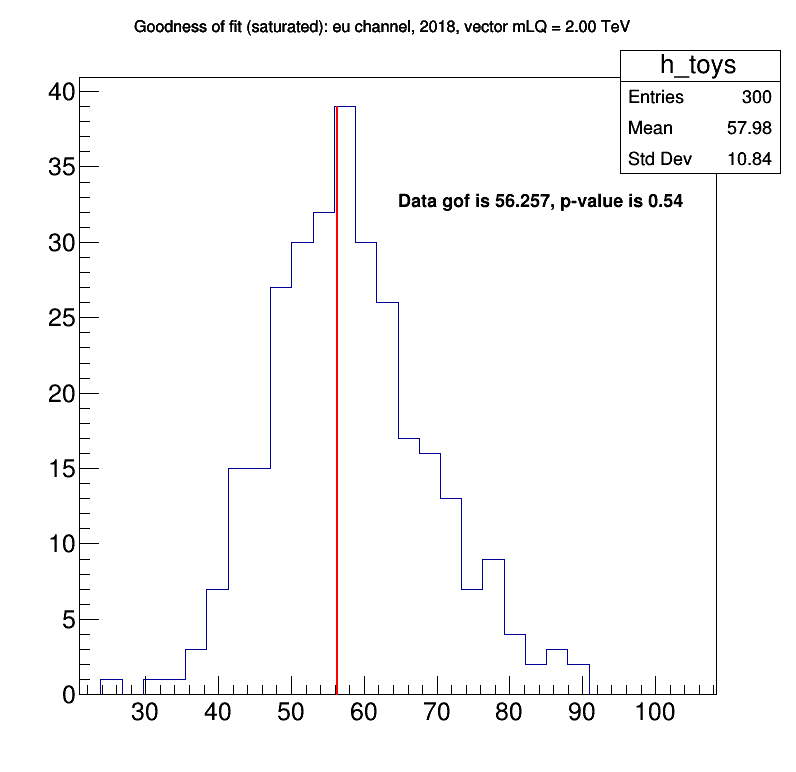 Goodness of fit (saturated): eu channel, 2018, vector mLQ = 2.00 TeV
h_toys
Entries 300
Mean 57.98
Std Dev 10.84
Data gof is 56.257, p-value is 0.54
40
35
30
25
20
15
10
5
0
30 40 50 60 70 80 90 100